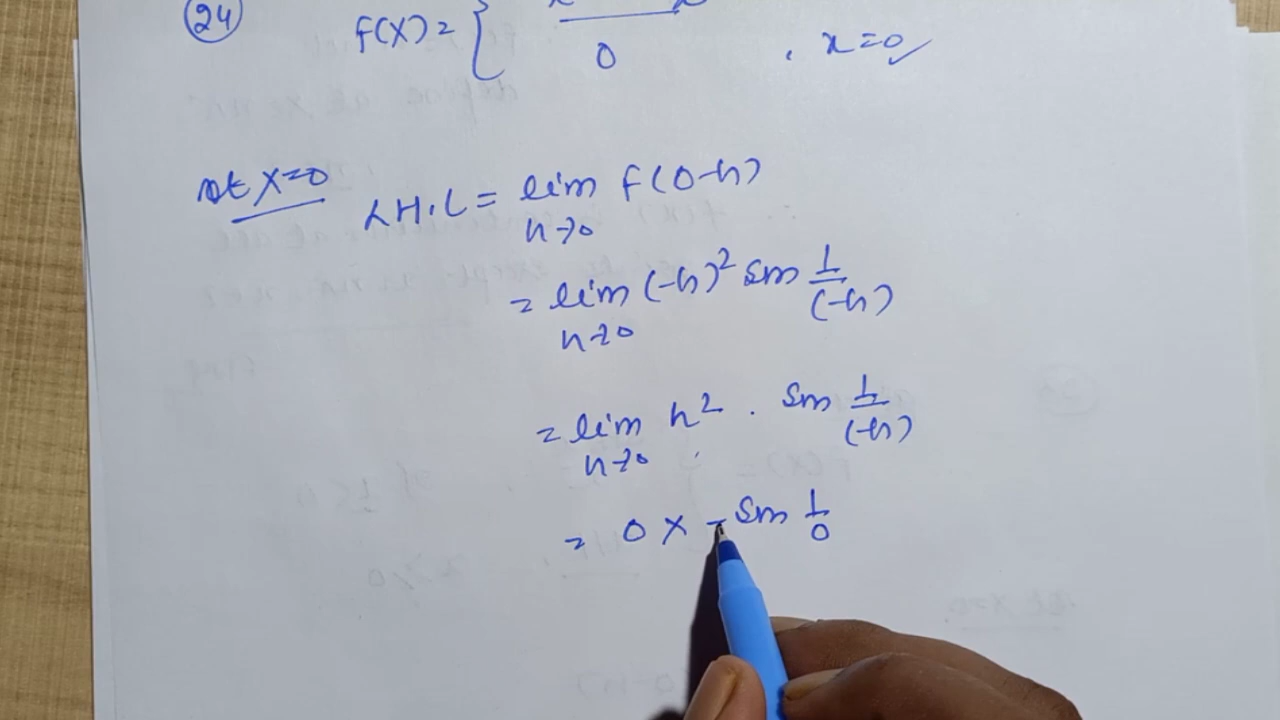 24
f(x) = {
0 , x=0 ✓
At x=0 LHL = lim f(0-h)
h→0
= lim (-h)² sin 1/(-h)
h→0
= lim h² . sin 1/(-h)
h→0
= 0 × - sin 1/0